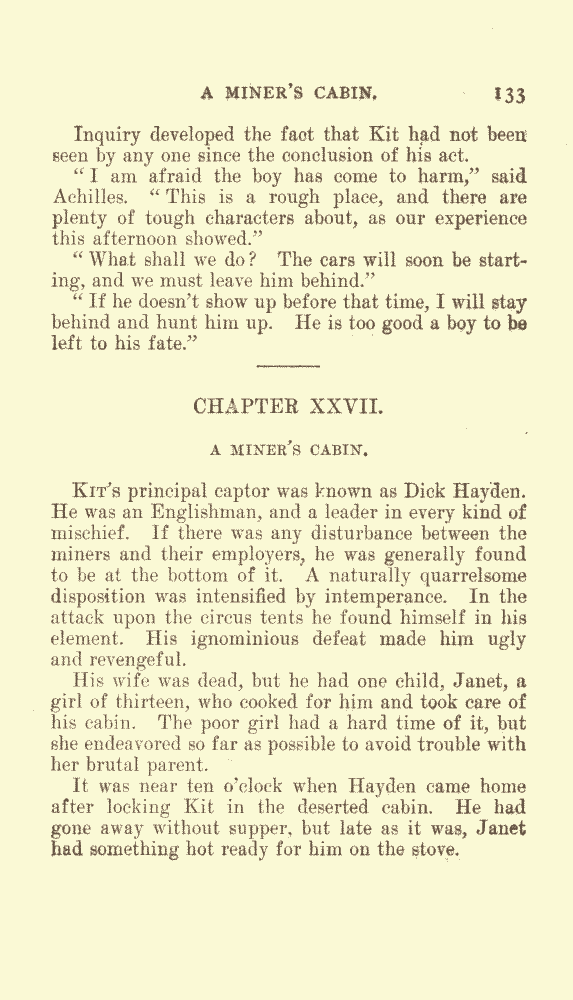 A MINER'S CABIN. 133
Inquiry developed the fact that Kit had not been
seen by any one since the conclusion of his act.
“I am afraid the boy has come to harm,” said
Achilles. “This is a rough place, and there are
plenty of tough characters about, as our experience
this afternoon showed.”
“What shall we do? The cars will soon be start-
ing, and we must leave him behind.”
“If he doesn't show up before that time, I will stay
behind and hunt him up. He is too good a boy to be
left to his fate.”
CHAPTER XXVII.
A MINER'S CABIN.
KIT'S principal captor was known as Dick Hayden.
He was an Englishman, and a leader in every kind of
mischief. If there was any disturbance between the
miners and their employers, he was generally found
to be at the bottom of it. A naturally quarrelsome
disposition was intensified by intemperance. In the
attack upon the circus tents he found himself in his
element. His ignominious defeat made him ugly
and revengeful.
His wife was dead, but he had one child, Janet, a
girl of thirteen, who cooked for him and took care of
his cabin. The poor girl had a hard time of it, but
she endeavored so far as possible to avoid trouble with
her brutal parent.
It was near ten o'clock when Hayden came home
after locking Kit in the deserted cabin. He had
gone away without supper, but late as it was, Janet
had something hot ready for him on the stove.